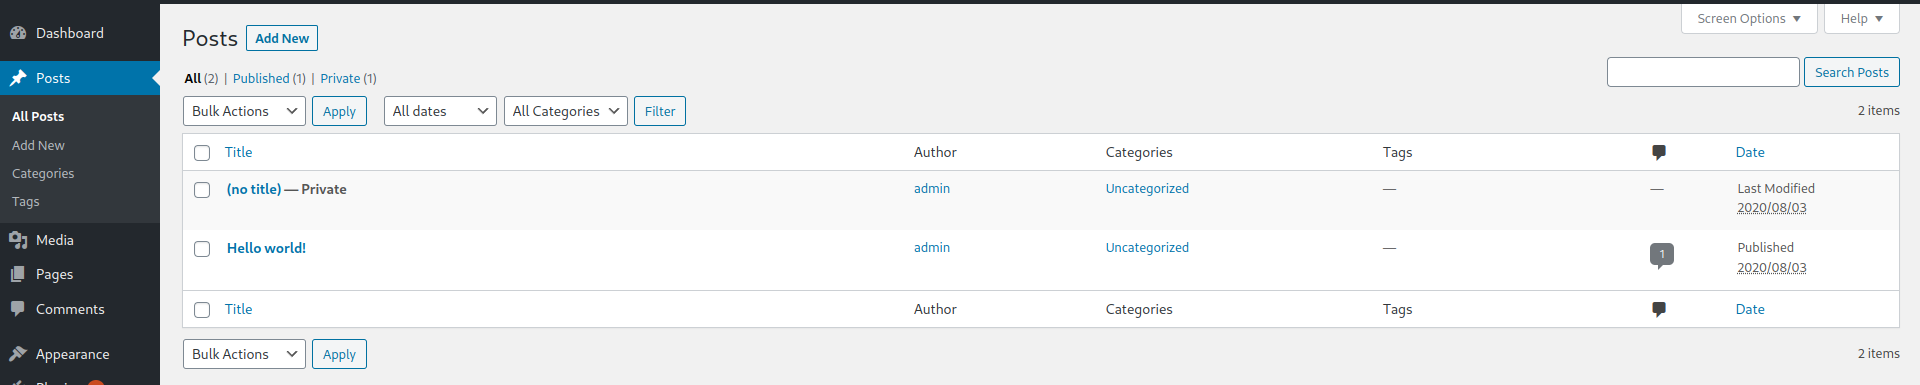 Dashboard
Posts
All Posts
Add New
Categories
Tags
Media
Pages
Comments
Appearance
Screen Options
Help
Posts Add New
All (2) | Published (1) | Private (1)
Search Posts
Bulk Actions Apply All dates All Categories Filter
2 items
Title Author Categories Tags Date
(no title) — Private admin Uncategorized — — Last Modified
2020/08/03
Hello world! admin Uncategorized — 1 Published
2020/08/03
Title Author Categories Tags Date
Bulk Actions Apply
2 items